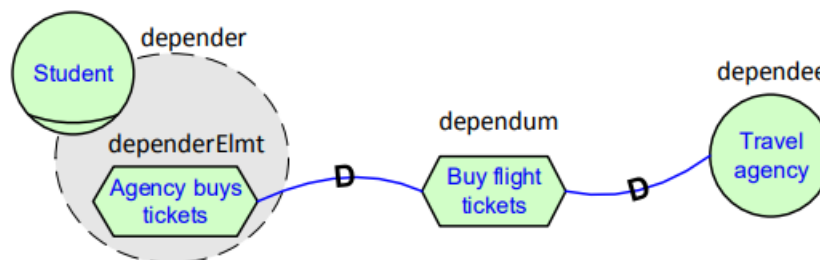 depender
Student
dependee
dependerElmt
dependum
Agency buys
tickets
D
Buy flight
tickets
D
Travel
agency